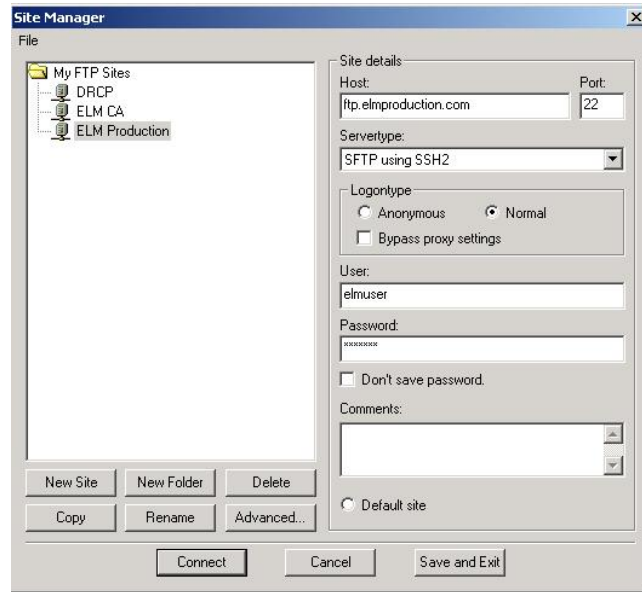 Site Manager
File
My FTP Sites
DRCP
ELM CA
ELM Production
New Site New Folder Delete
Copy Rename Advanced...
Site details
Host: Port:
ftp.elmproduction.com 22
Servertype:
SFTP using SSH2
Logontype
Anonymous Normal
Bypass proxy settings
User:
elmuser
Password:
*******
Don't save password.
Comments:
Default site
Connect Cancel Save and Exit